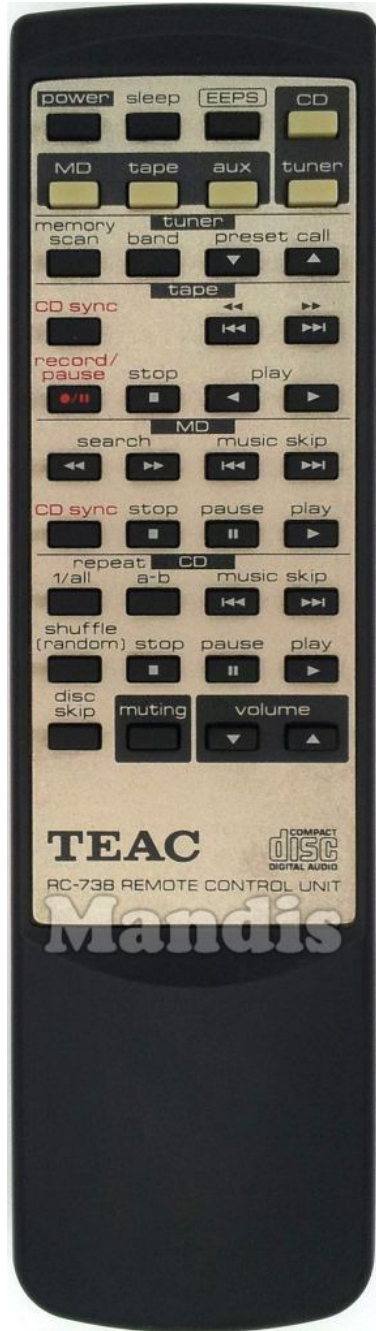 power sleep EEPS CD
MD tape aux tuner
tuner
memory
scan band preset call
tape
CD sync ◀◀ ▶▶
record/
pause stop play
MD
search music skip
CD sync stop pause play
repeat CD
1/all a-b music skip
shuffle
(random) stop pause play
disc
skip muting volume
TEAC COMPACT
disc
DIGITAL AUDIO
RC-738 REMOTE CONTROL UNIT
Mandis